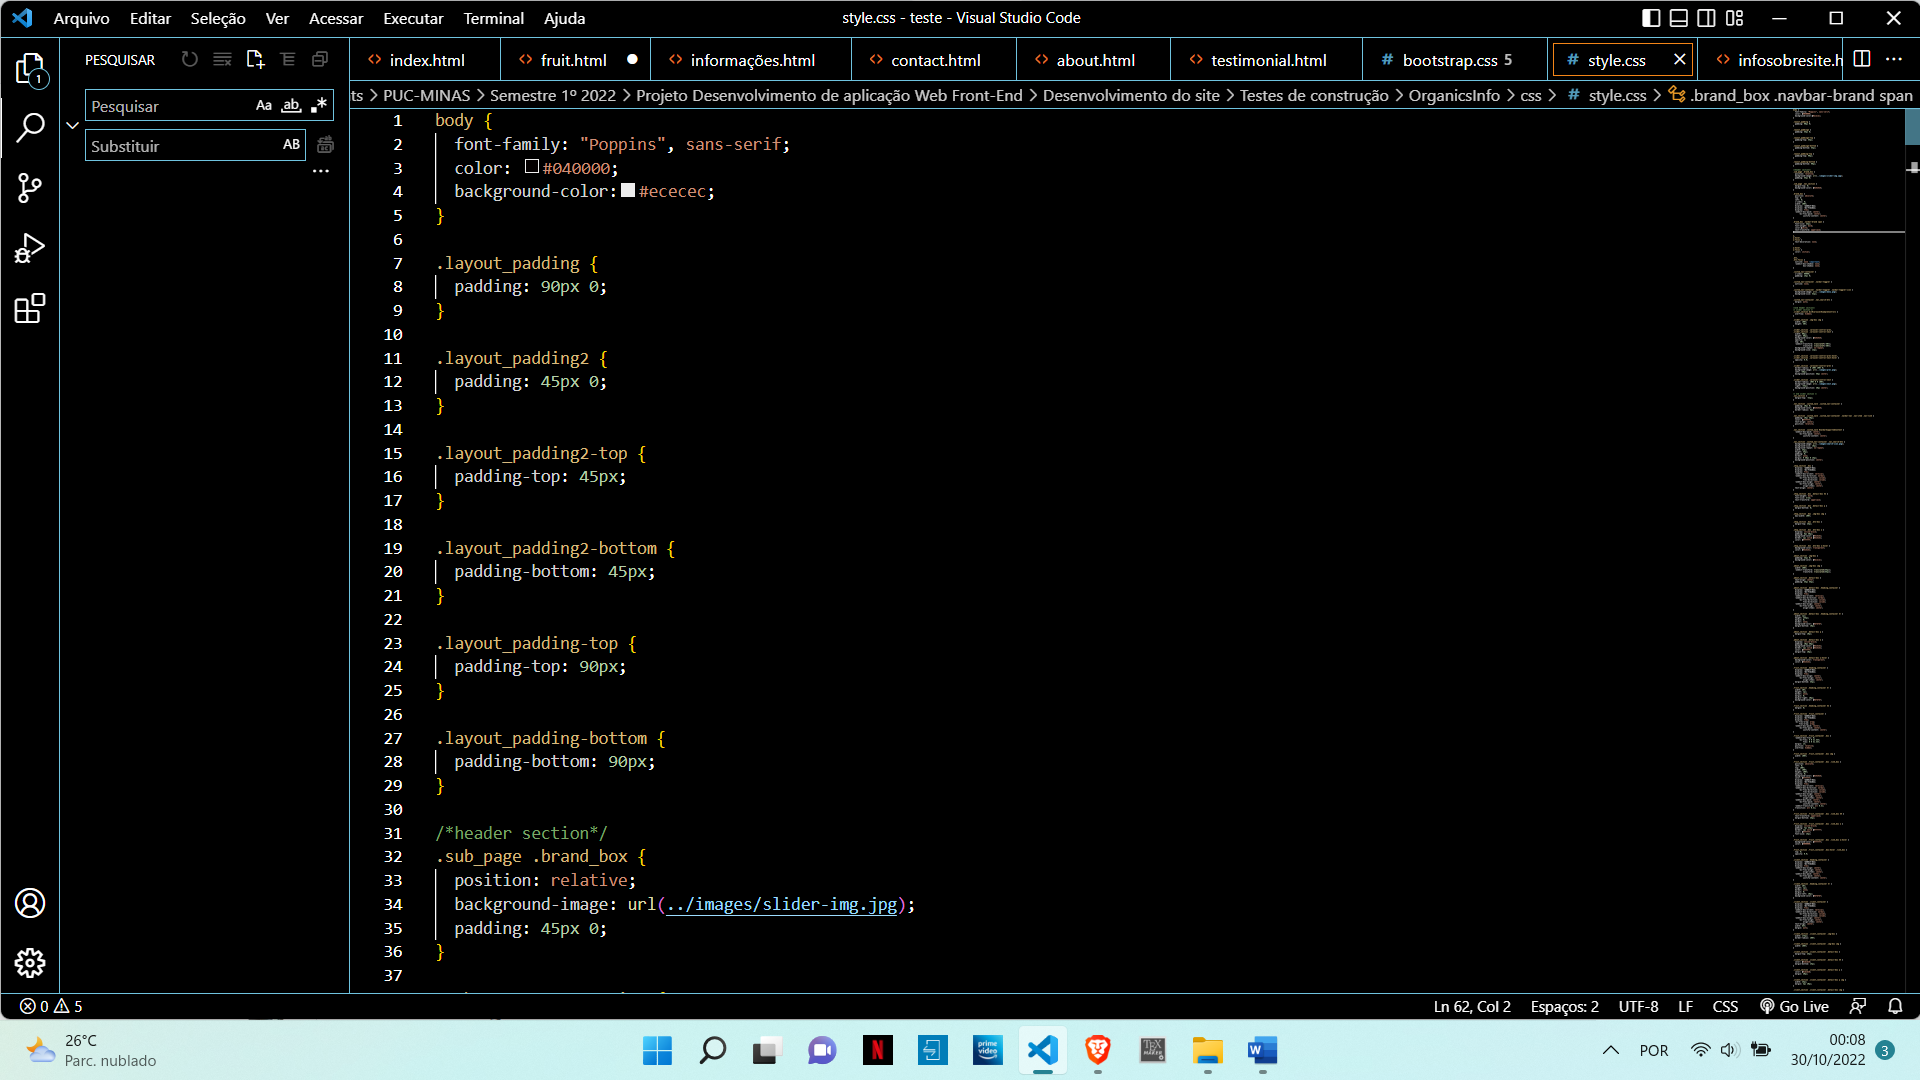 Arquivo Editar Seleção Ver Acessar Executar Terminal Ajuda
style.css - teste - Visual Studio Code
PESQUISAR
index.html fruit.html informações.html contact.html about.html testimonial.html # bootstrap.css 5 # style.css infosobresite.h
1
Pesquisar Aa ab
Substituir AB
ts > PUC-MINAS > Semestre 1º 2022 > Projeto Desenvolvimento de aplicação Web Front-End > Desenvolvimento do site > Testes de construção > OrganicsInfo > css > # style.css > .brand_box .navbar-brand span
1 body {
2 font-family: "Poppins", sans-serif;
3 color: #040000;
4 background-color: #ececec;
5 }
6
7 .layout_padding {
8 padding: 90px 0;
9 }
10
11 .layout_padding2 {
12 padding: 45px 0;
13 }
14
15 .layout_padding2-top {
16 padding-top: 45px;
17 }
18
19 .layout_padding2-bottom {
20 padding-bottom: 45px;
21 }
22
23 .layout_padding-top {
24 padding-top: 90px;
25 }
26
27 .layout_padding-bottom {
28 padding-bottom: 90px;
29 }
30
31 /*header section*/
32 .sub_page .brand_box {
33 position: relative;
34 background-image: url(../images/slider-img.jpg);
35 padding: 45px 0;
36 }
37
0 5
Ln 62, Col 2 Espaços: 2 UTF-8 LF CSS Go Live
26°C
Parc. nublado
prime video
TEX MAKER
W
POR
00:08
30/10/2022
3